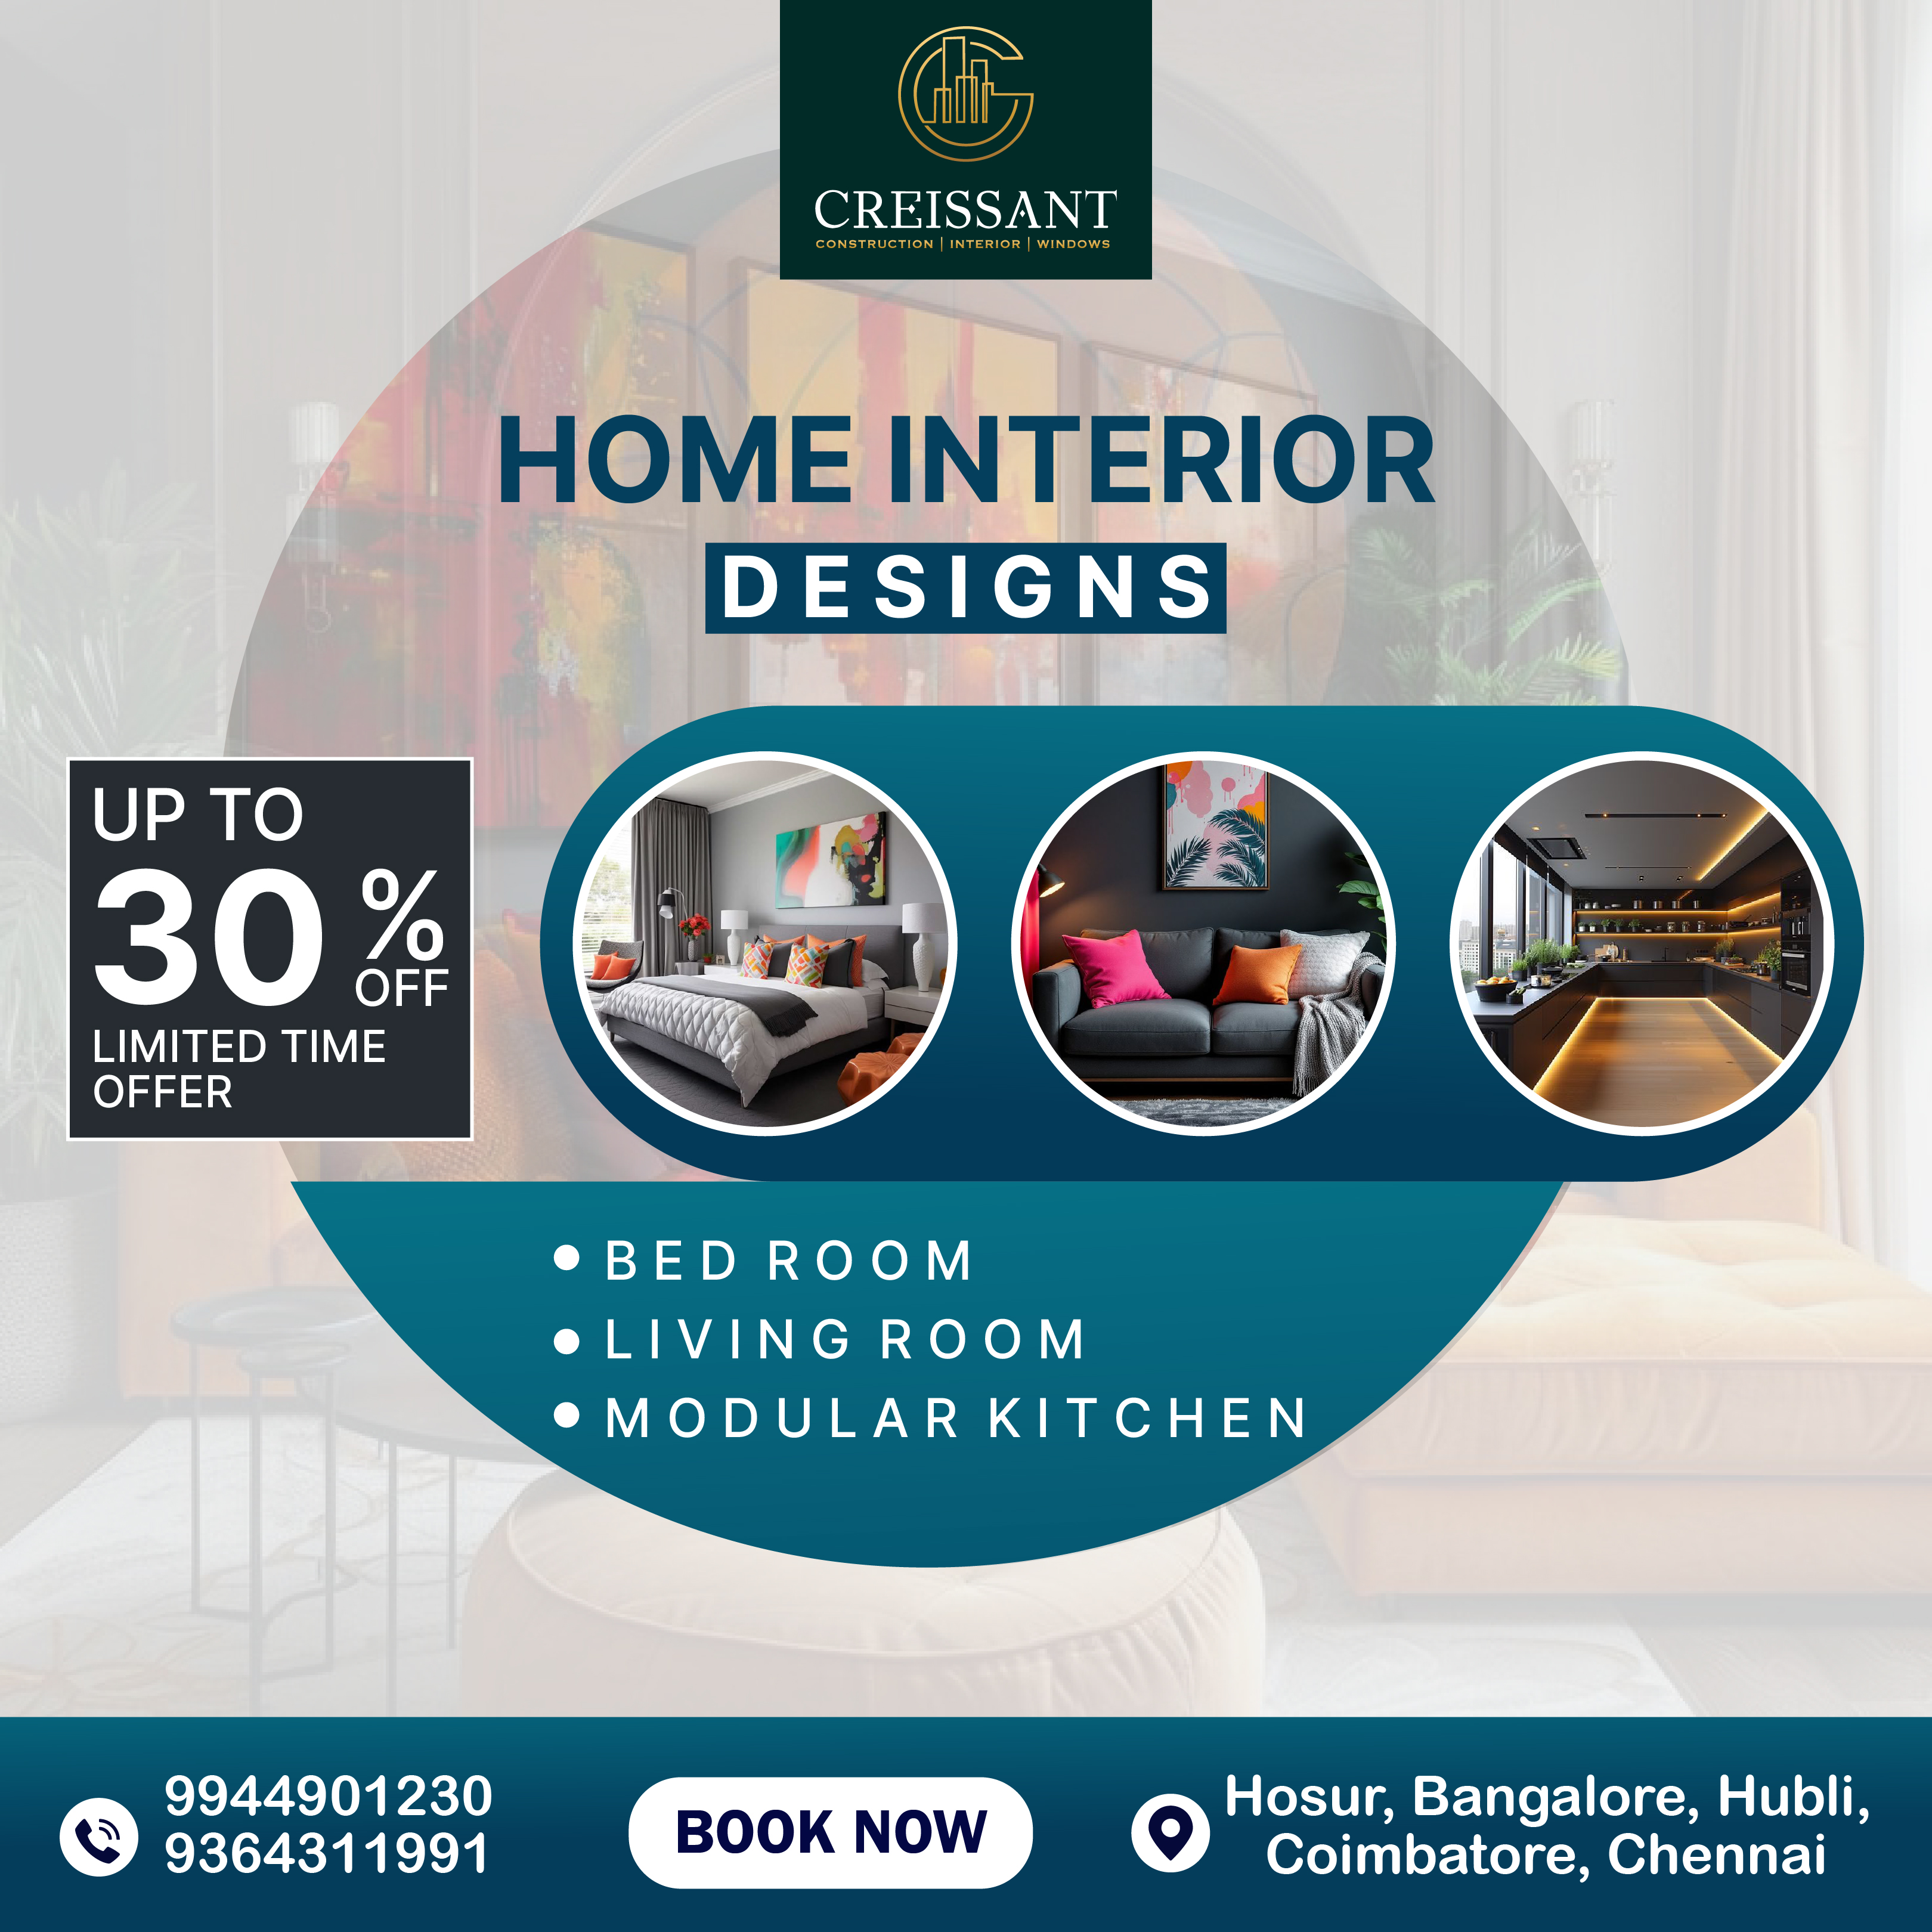 CREISSANT
CONSTRUCTION | INTERIOR | WINDOWS
HOME INTERIOR
DESIGNS
UP TO
30 % OFF
LIMITED TIME
OFFER
• BED ROOM
• LIVING ROOM
• MODULAR KITCHEN
9944901230
9364311991
BOOK NOW
Hosur, Bangalore, Hubli,
Coimbatore, Chennai